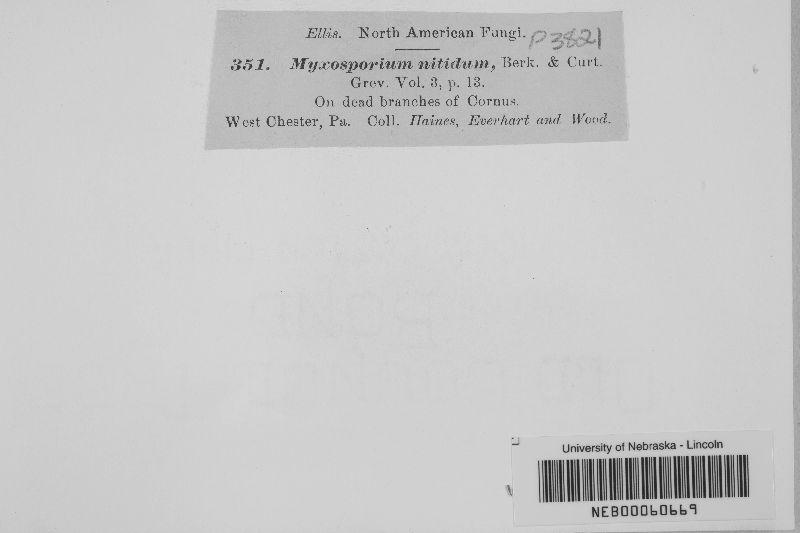 Ellis. North American Fungi. P3821
351. Myxosporium nitidum, Berk. & Curt.
Grev. Vol. 3, p. 13.
On dead branches of Cornus.
West Chester, Pa. Coll. Haines, Everhart and Wood.
University of Nebraska - Lincoln
NEB00060669